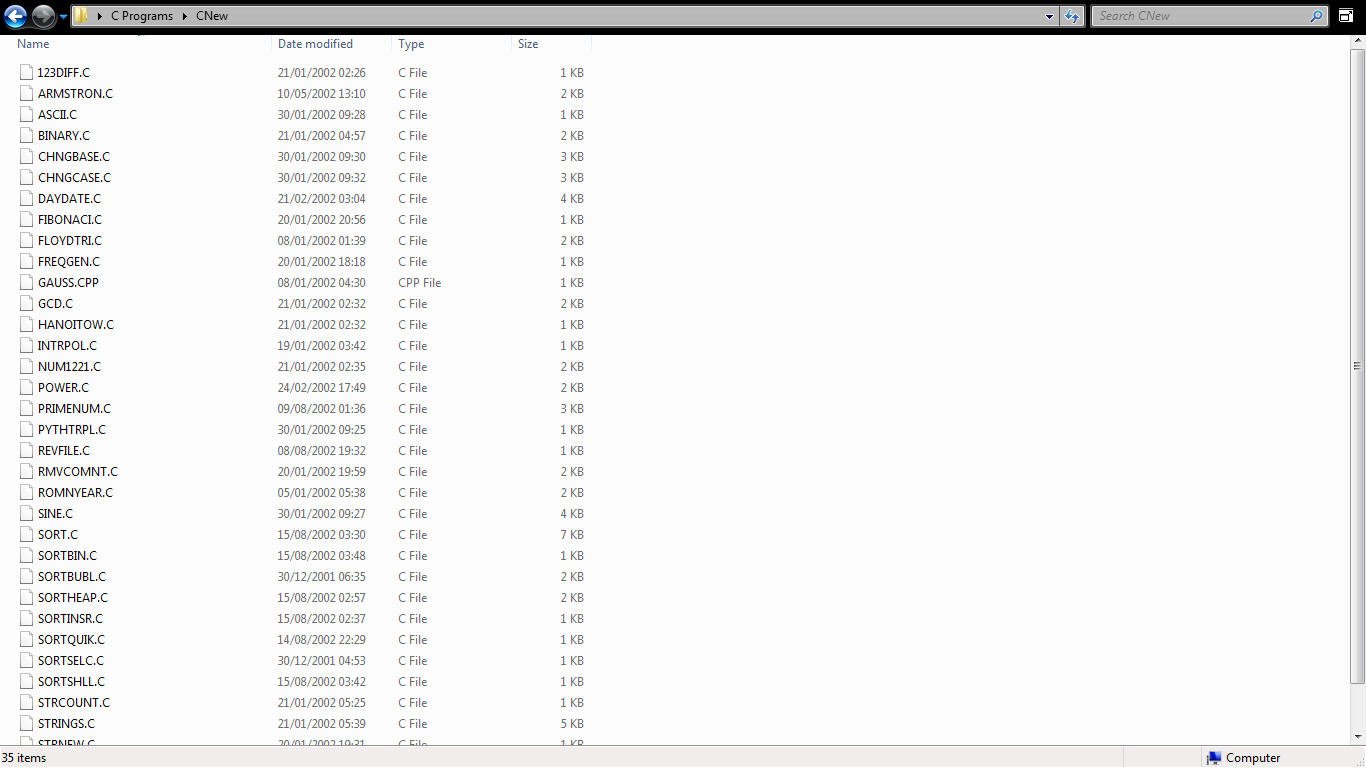 C Programs CNew Search CNew
Name Date modified Type Size
123DIFF.C 21/01/2002 02:26 C File 1 KB
ARMSTRON.C 10/05/2002 13:10 C File 2 KB
ASCII.C 30/01/2002 09:28 C File 1 KB
BINARY.C 21/01/2002 04:57 C File 2 KB
CHNGBASE.C 30/01/2002 09:30 C File 3 KB
CHNGCASE.C 30/01/2002 09:32 C File 3 KB
DAYDATE.C 21/02/2002 03:04 C File 4 KB
FIBONACI.C 20/01/2002 20:56 C File 1 KB
FLOYDTRI.C 08/01/2002 01:39 C File 2 KB
FREQGEN.C 20/01/2002 18:18 C File 1 KB
GAUSS.CPP 08/01/2002 04:30 CPP File 1 KB
GCD.C 21/01/2002 02:32 C File 2 KB
HANOITOW.C 21/01/2002 02:32 C File 1 KB
INTRPOL.C 19/01/2002 03:42 C File 1 KB
NUM1221.C 21/01/2002 02:35 C File 2 KB
POWER.C 24/02/2002 17:49 C File 2 KB
PRIMENUM.C 09/08/2002 01:36 C File 3 KB
PYTHTRPL.C 30/01/2002 09:25 C File 1 KB
REVFILE.C 08/08/2002 19:32 C File 1 KB
RMVCOMNT.C 20/01/2002 19:59 C File 2 KB
ROMNYEAR.C 05/01/2002 05:38 C File 2 KB
SINE.C 30/01/2002 09:27 C File 4 KB
SORT.C 15/08/2002 03:30 C File 7 KB
SORTBIN.C 15/08/2002 03:48 C File 1 KB
SORTBUBL.C 30/12/2001 06:35 C File 2 KB
SORTHEAP.C 15/08/2002 02:57 C File 2 KB
SORTINSR.C 15/08/2002 02:37 C File 1 KB
SORTQUIK.C 14/08/2002 22:29 C File 1 KB
SORTSELC.C 30/12/2001 04:53 C File 1 KB
SORTSHLL.C 15/08/2002 03:42 C File 1 KB
STRCOUNT.C 21/01/2002 05:25 C File 1 KB
STRINGS.C 21/01/2002 05:39 C File 5 KB
STRNEW.C 20/01/2002 19:31 C File 1 KB
35 items Computer